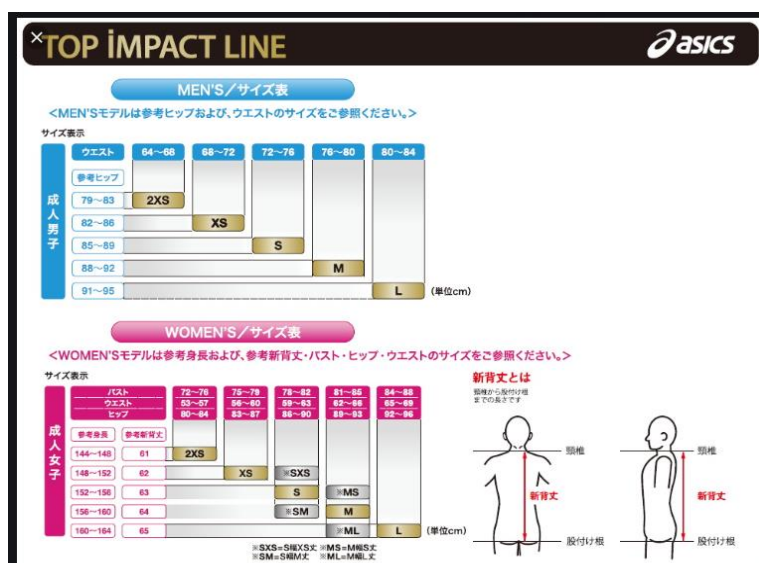 × TOP İMPACT LINE asics
MEN'S/サイズ表
<MEN'Sモデルは参考ヒップおよび、ウエストのサイズをご参照ください。>
サイズ表示
成人男子
ウエスト 64~68 68~72 72~76 76~80 80~84
参考ヒップ
79~83 2XS
82~86 XS
85~89 S
88~92 M
91~95 L (単位cm)
WOMEN'S/サイズ表
<WOMEN'Sモデルは参考身長および、参考新背丈・バスト・ヒップ・ウエストのサイズをご参照ください。>
サイズ表示
成人女子
バスト 72~76 75~79 78~82 81~85 84~88
ウエスト 53~57 56~60 59~63 62~66 65~69
ヒップ 80~84 83~87 86~90 89~93 92~96
参考身長 参考新背丈
144~148 61 2XS
148~152 62 XS ※SXS
152~156 63 S ※MS
156~160 64 ※SM M
160~164 65 ※ML L (単位cm)
※SXS=S幅XS丈 ※MS=M幅S丈
※SM=S幅M丈 ※ML=M幅L丈
新背丈とは
頸椎から股付け根
までの長さです
頸椎
新背丈
股付け根
頸椎
新背丈
股付け根